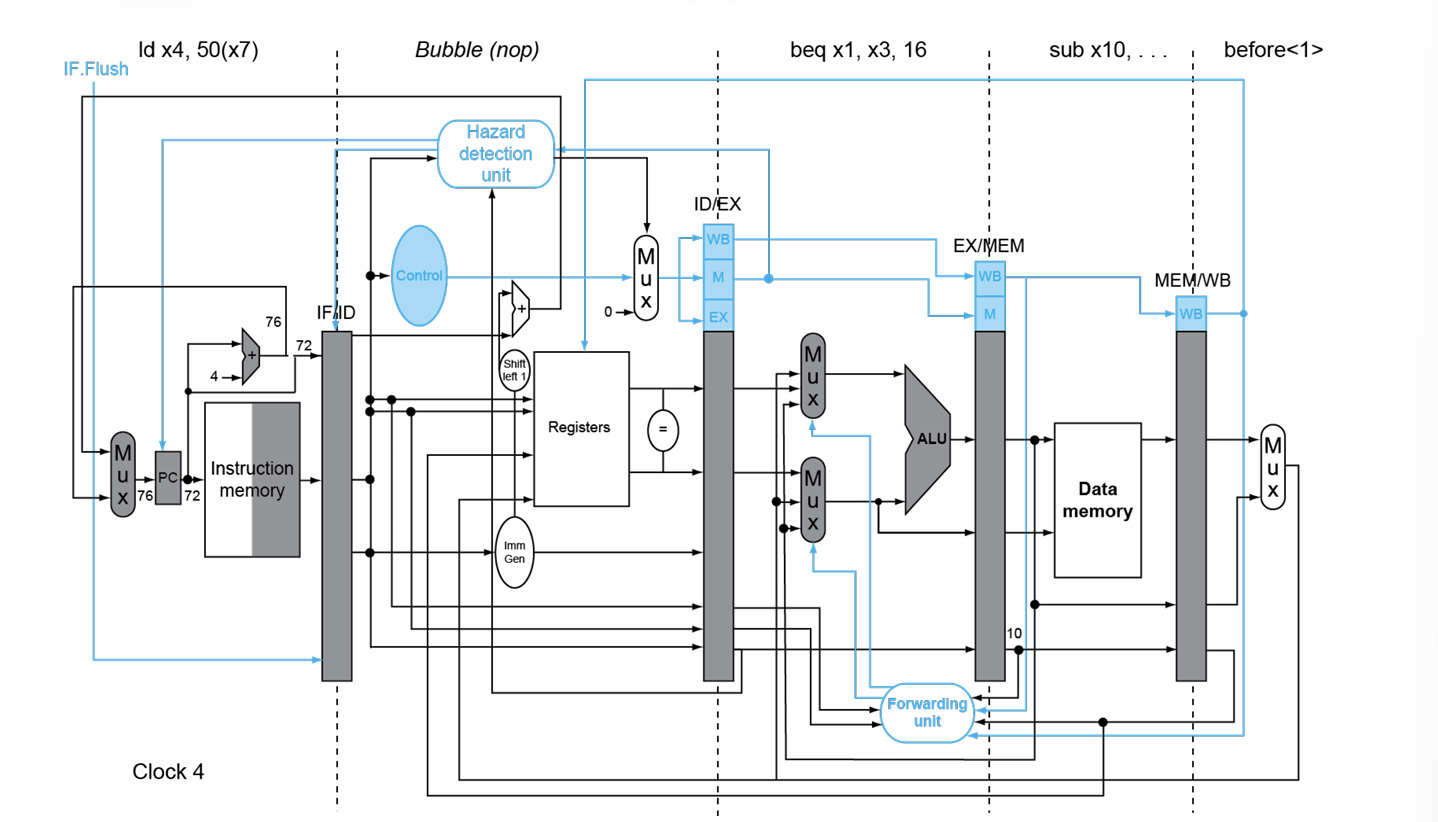 ld x4, 50(x7)
Bubble (nop)
beq x1, x3, 16
sub x10, . . .
before<1>
IF.Flush
Hazard
detection
unit
ID/EX
WB
M
EX
Control
M
u
x
0
EX/MEM
WB
M
MEM/WB
WB
IF/ID
76
72
4
+
+
Shift
left 1
Registers
=
M
u
x
M
u
x
ALU
M
u
x
76
PC
72
Instruction
memory
Imm
Gen
Data
memory
M
u
x
10
Forwarding
unit
Clock 4